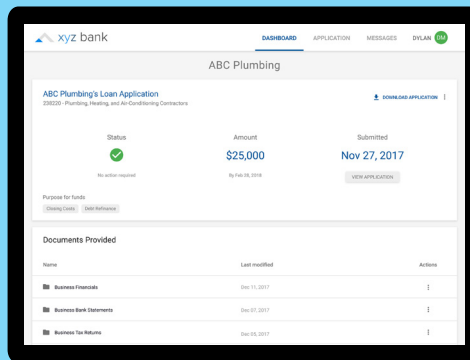 xyz bank
DASHBOARD APPLICATION MESSAGES DYLAN DM
ABC Plumbing
ABC Plumbing's Loan Application
DOWNLOAD APPLICATION
238220 - Plumbing, Heating, and Air-Conditioning Contractors
Status Amount Submitted
$25,000 Nov 27, 2017
No action required By Feb 28, 2018 VIEW APPLICATION
Purpose for funds:
Closing Costs Debt Refinance
Documents Provided
Name Last modified Actions
Business Financials Dec 11, 2017
Business Bank Statements Dec 07, 2017
Business Tax Returns Dec 05, 2017